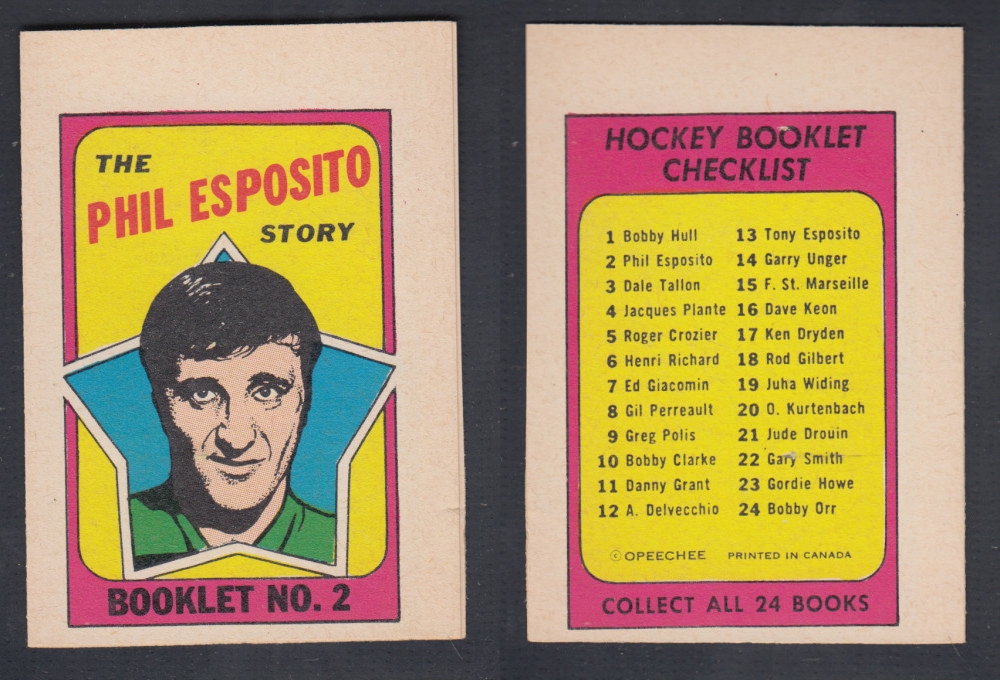 THE
PHIL ESPOSITO
STORY
BOOKLET NO. 2
HOCKEY BOOKLET
CHECKLIST
1 Bobby Hull
2 Phil Esposito
3 Dale Tallon
4 Jacques Plante
5 Roger Crozier
6 Henri Richard
7 Ed Giacomin
8 Gil Perreault
9 Greg Polis
10 Bobby Clarke
11 Danny Grant
12 A. Delvecchio
13 Tony Esposito
14 Garry Unger
15 F. St. Marseille
16 Dave Keon
17 Ken Dryden
18 Rod Gilbert
19 Juha Widing
20 O. Kurtenbach
21 Jude Drouin
22 Gary Smith
23 Gordie Howe
24 Bobby Orr
© OPEECHEE PRINTED IN CANADA
COLLECT ALL 24 BOOKS